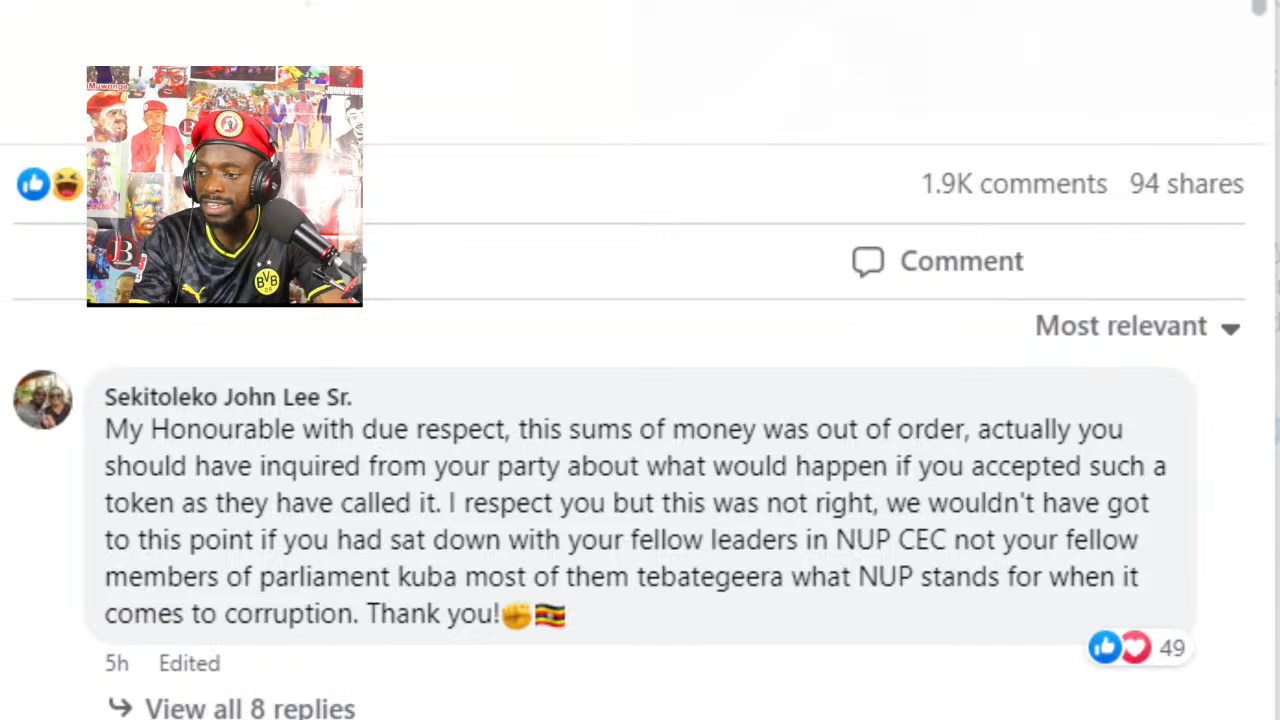 Muwonge
JBMUWONG
B
BVB
09
1.9K comments 94 shares
e
Comment
Most relevant
Sekitoleko John Lee Sr.
My Honourable with due respect, this sums of money was out of order, actually you
should have inquired from your party about what would happen if you accepted such a
token as they have called it. I respect you but this was not right, we wouldn't have got
to this point if you had sat down with your fellow leaders in NUP CEC not your fellow
members of parliament kuba most of them tebategeera what NUP stands for when it
comes to corruption. Thank you!✊🇺🇬
49
5h Edited
View all 8 replies